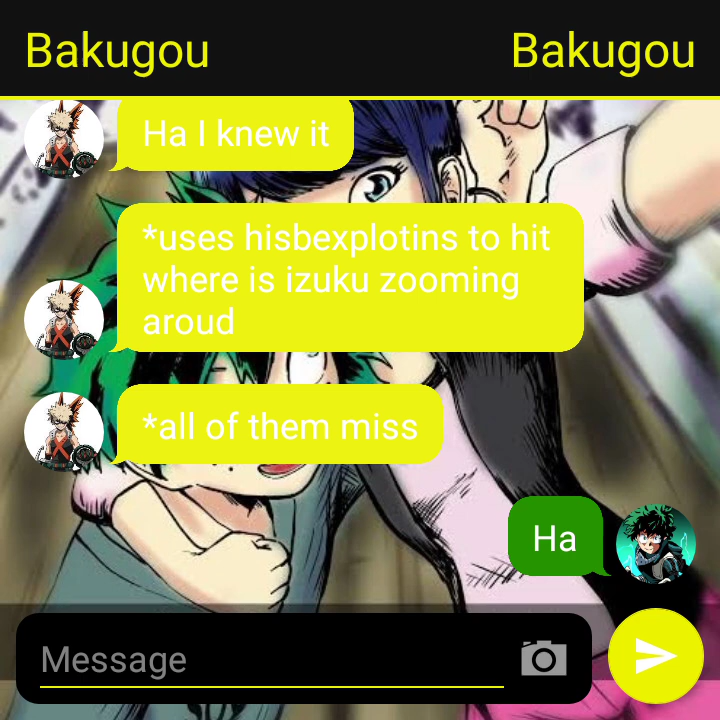 Bakugou Bakugou
Ha I knew it
*uses hisbexplotins to hit
where is izuku zooming
aroud
*all of them miss
Ha
Message